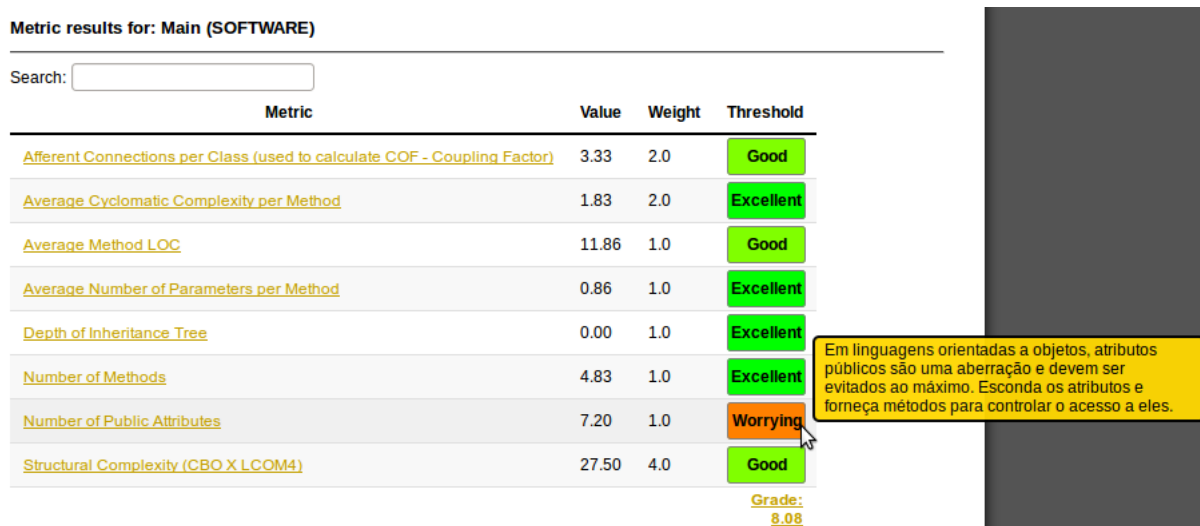 Metric results for: Main (SOFTWARE)
Search:
Metric Value Weight Threshold
Afferent Connections per Class (used to calculate COF - Coupling Factor) 3.33 2.0 Good
Average Cyclomatic Complexity per Method 1.83 2.0 Excellent
Average Method LOC 11.86 1.0 Good
Average Number of Parameters per Method 0.86 1.0 Excellent
Depth of Inheritance Tree 0.00 1.0 Excellent
Number of Methods 4.83 1.0 Excellent
Number of Public Attributes 7.20 1.0 Worrying
Structural Complexity (CBO X LCOM4) 27.50 4.0 Good
Grade:
8.08
Em linguagens orientadas a objetos, atributos
públicos são uma aberração e devem ser
evitados ao máximo. Esconda os atributos e
forneça métodos para controlar o acesso a eles.